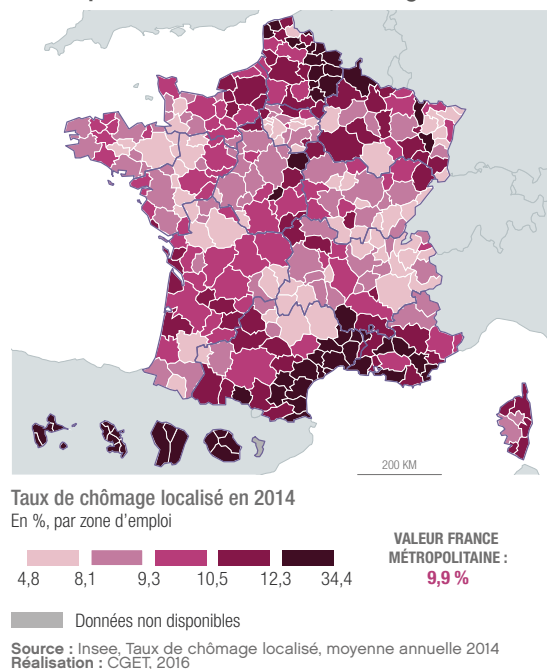 200 KM
Taux de chômage localisé en 2014
En %, par zone d’emploi
4,8 8,1 9,3 10,5 12,3 34,4
VALEUR FRANCE
MÉTROPOLITAINE :
9,9 %
Données non disponibles
Source : Insee, Taux de chômage localisé, moyenne annuelle 2014
Réalisation : CGET, 2016